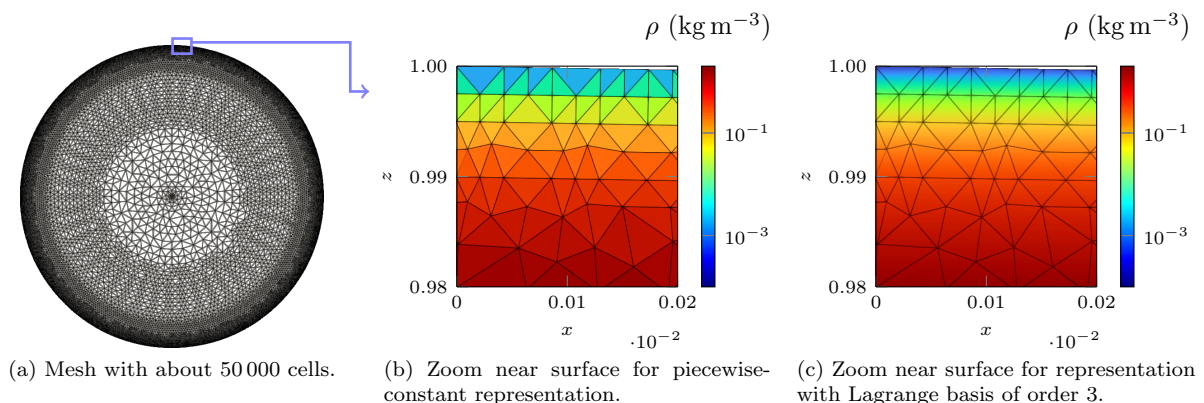 ρ (kg m⁻³)
1.00
0.99
0.98
0
0.01
0.02
·10⁻²
x
z
10⁻¹
10⁻³
ρ (kg m⁻³)
1.00
0.99
0.98
0
0.01
0.02
·10⁻²
x
z
10⁻¹
10⁻³
(a) Mesh with about 50 000 cells.
(b) Zoom near surface for piecewise-
constant representation.
(c) Zoom near surface for representation
with Lagrange basis of order 3.